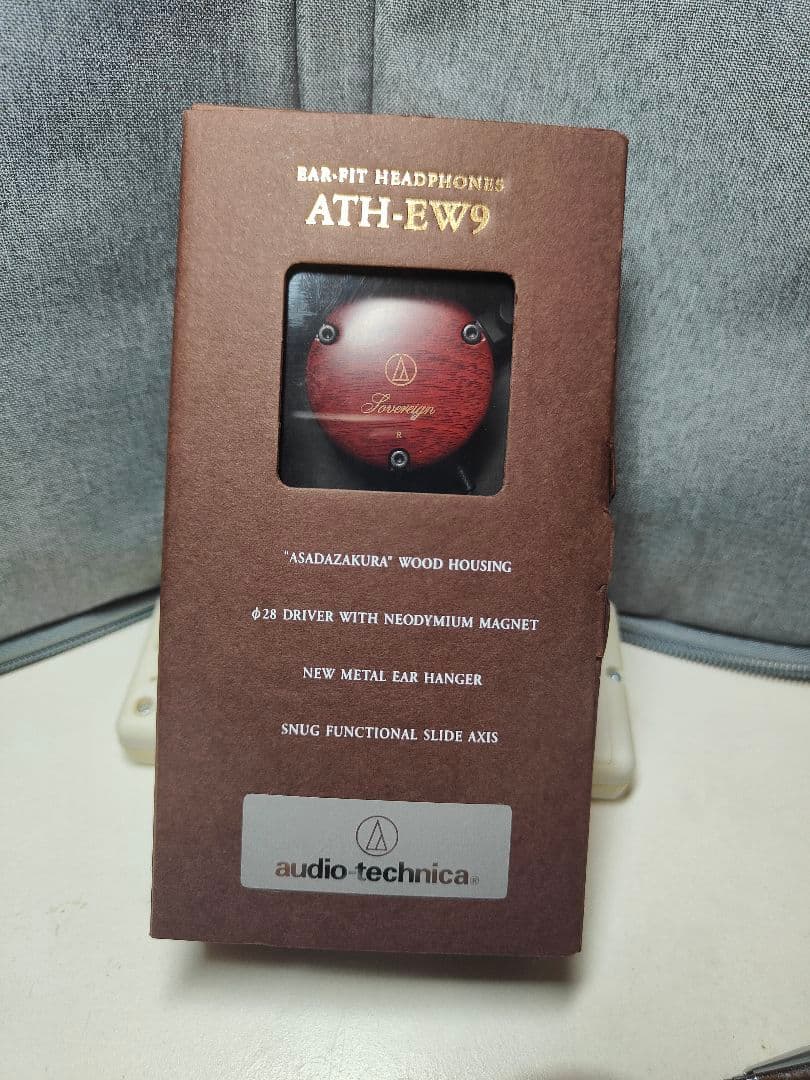 EAR·FIT HEADPHONES
ATH-EW9
Sovereign
R
"ASADAZAKURA" WOOD HOUSING
φ28 DRIVER WITH NEODYMIUM MAGNET
NEW METAL EAR HANGER
SNUG FUNCTIONAL SLIDE AXIS
audio-technica®